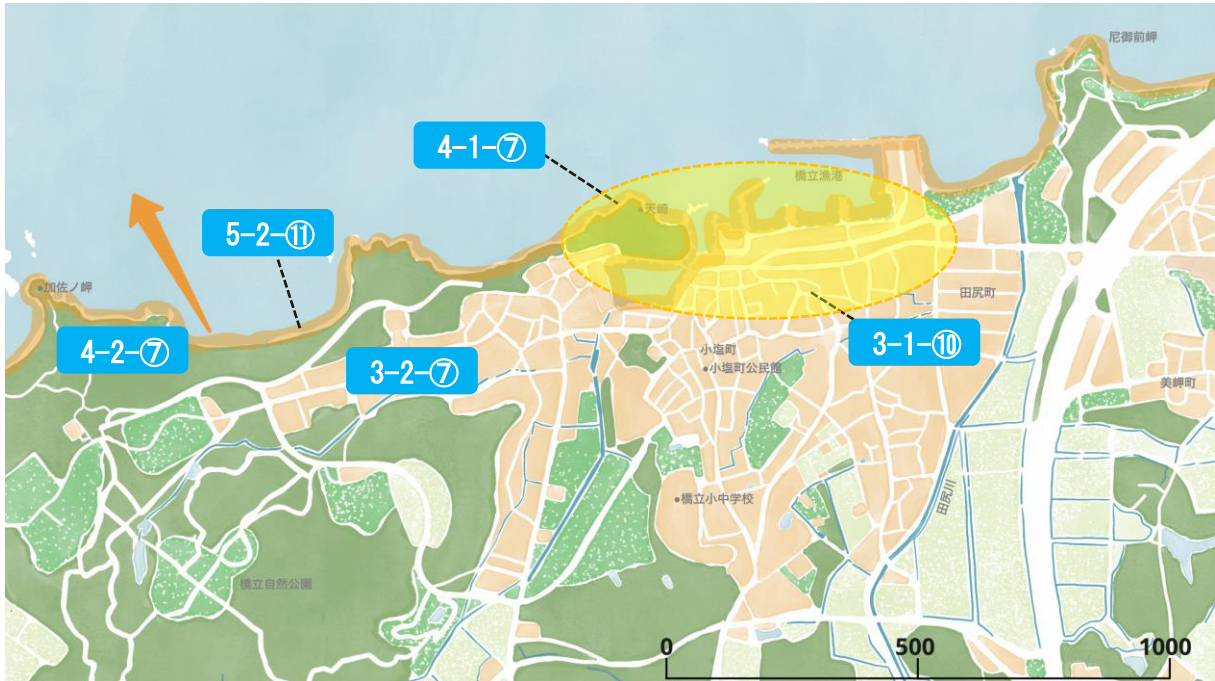 尼御前岬
4-1-⑦
橋立漁港
天崎
5-2-⑪
加佐ノ岬
田尻町
4-2-⑦
3-2-⑦
3-1-⑩
小塩町
小塩町公民館
美岬町
橋立小中学校
田尻川
橋立自然公園
0 500 1000